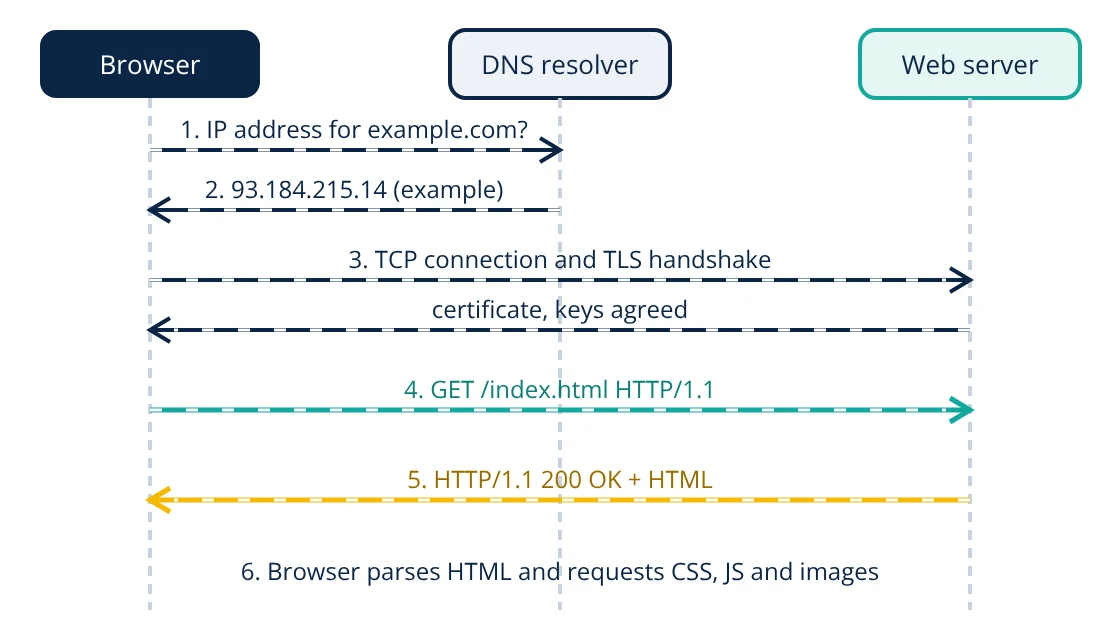 Browser
DNS resolver
Web server
1. IP address for example.com?
2. 93.184.215.14 (example)
3. TCP connection and TLS handshake
certificate, keys agreed
4. GET /index.html HTTP/1.1
5. HTTP/1.1 200 OK + HTML
6. Browser parses HTML and requests CSS, JS and images